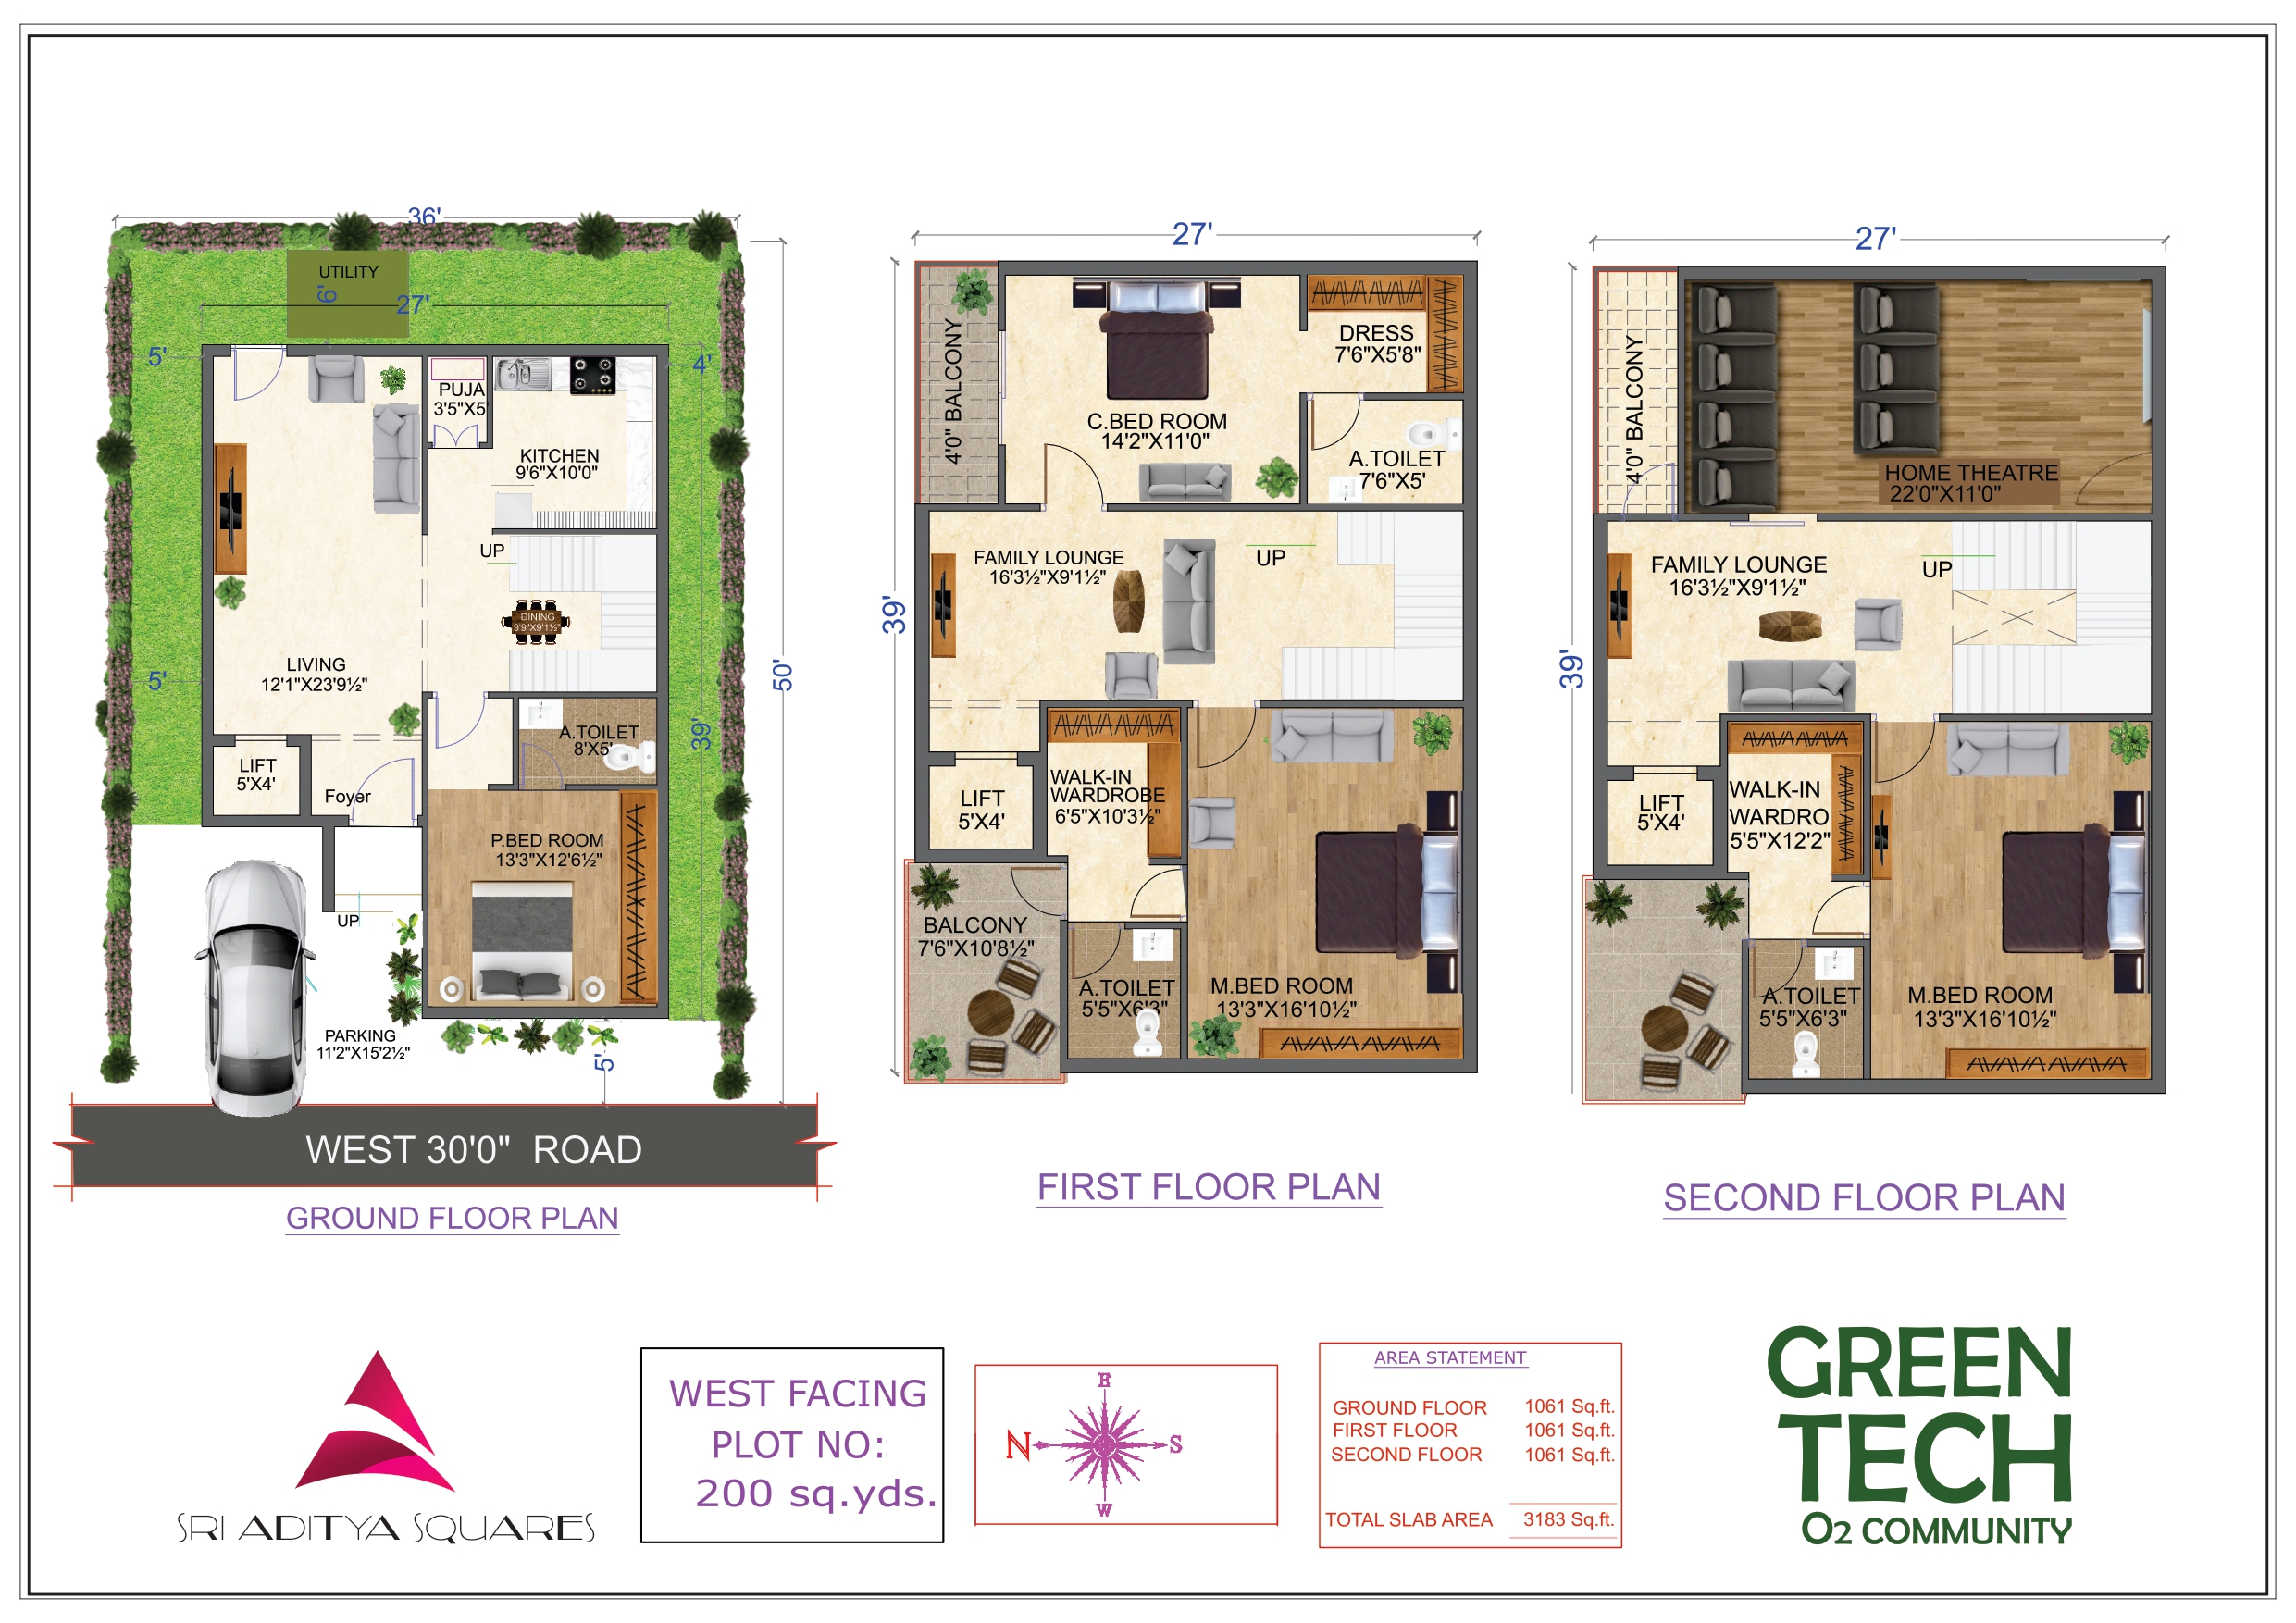 36'
UTILITY
6'
27'
5'
4'
PUJA
3'5"X5
KITCHEN
9'6"X10'0"
UP
DINING
9'9"X9'1½"
LIVING
12'1"X23'9½"
5'
50'
39'
A.TOILET
8'X5'
LIFT
5'X4'
Foyer
P.BED ROOM
13'3"X12'6½"
UP
PARKING
11'2"X15'2½"
5'
WEST 30'0" ROAD
GROUND FLOOR PLAN
27'
39'
4'0" BALCONY
DRESS
7'6"X5'8"
C.BED ROOM
14'2"X11'0"
A.TOILET
7'6"X5'
FAMILY LOUNGE
16'3½"X9'1½"
UP
WALK-IN
WARDROBE
6'5"X10'3½"
LIFT
5'X4'
BALCONY
7'6"X10'8½"
A.TOILET
5'5"X6'3"
M.BED ROOM
13'3"X16'10½"
FIRST FLOOR PLAN
27'
39'
4'0" BALCONY
HOME THEATRE
22'0"X11'0"
FAMILY LOUNGE
16'3½"X9'1½"
UP
WALK-IN
WARDRO
5'5"X12'2"
LIFT
5'X4'
A.TOILET
5'5"X6'3"
M.BED ROOM
13'3"X16'10½"
SECOND FLOOR PLAN
SRI ADITYA SQUARES
WEST FACING
PLOT NO:
200 sq.yds.
E
N
S
W
AREA STATEMENT
GROUND FLOOR 1061 Sq.ft.
FIRST FLOOR 1061 Sq.ft.
SECOND FLOOR 1061 Sq.ft.
TOTAL SLAB AREA 3183 Sq.ft.
GREEN
TECH
O2 COMMUNITY